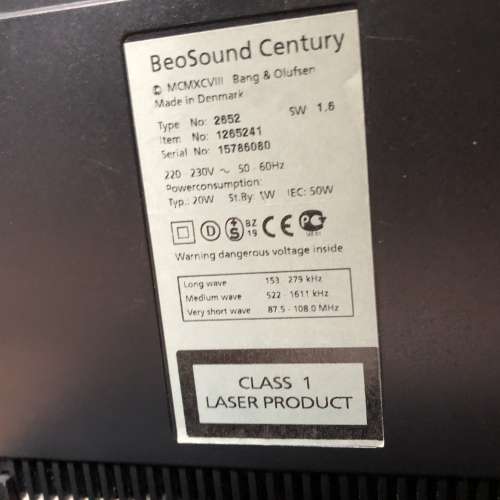 BeoSound Century
© MCMXCVIII Bang & Olufsen
Made in Denmark
Type No: 2652 SW 1.6
Item No: 1265241
Serial No: 15786080
220 - 230V ~ 50 - 60Hz
Powerconsumption:
Typ.: 20W St.By: 1W IEC: 50W
D S BZ 19 CE
Warning dangerous voltage inside
Long wave 153 - 279 kHz
Medium wave 522 - 1611 kHz
Very short wave 87.5 - 108.0 MHz
CLASS 1
LASER PRODUCT